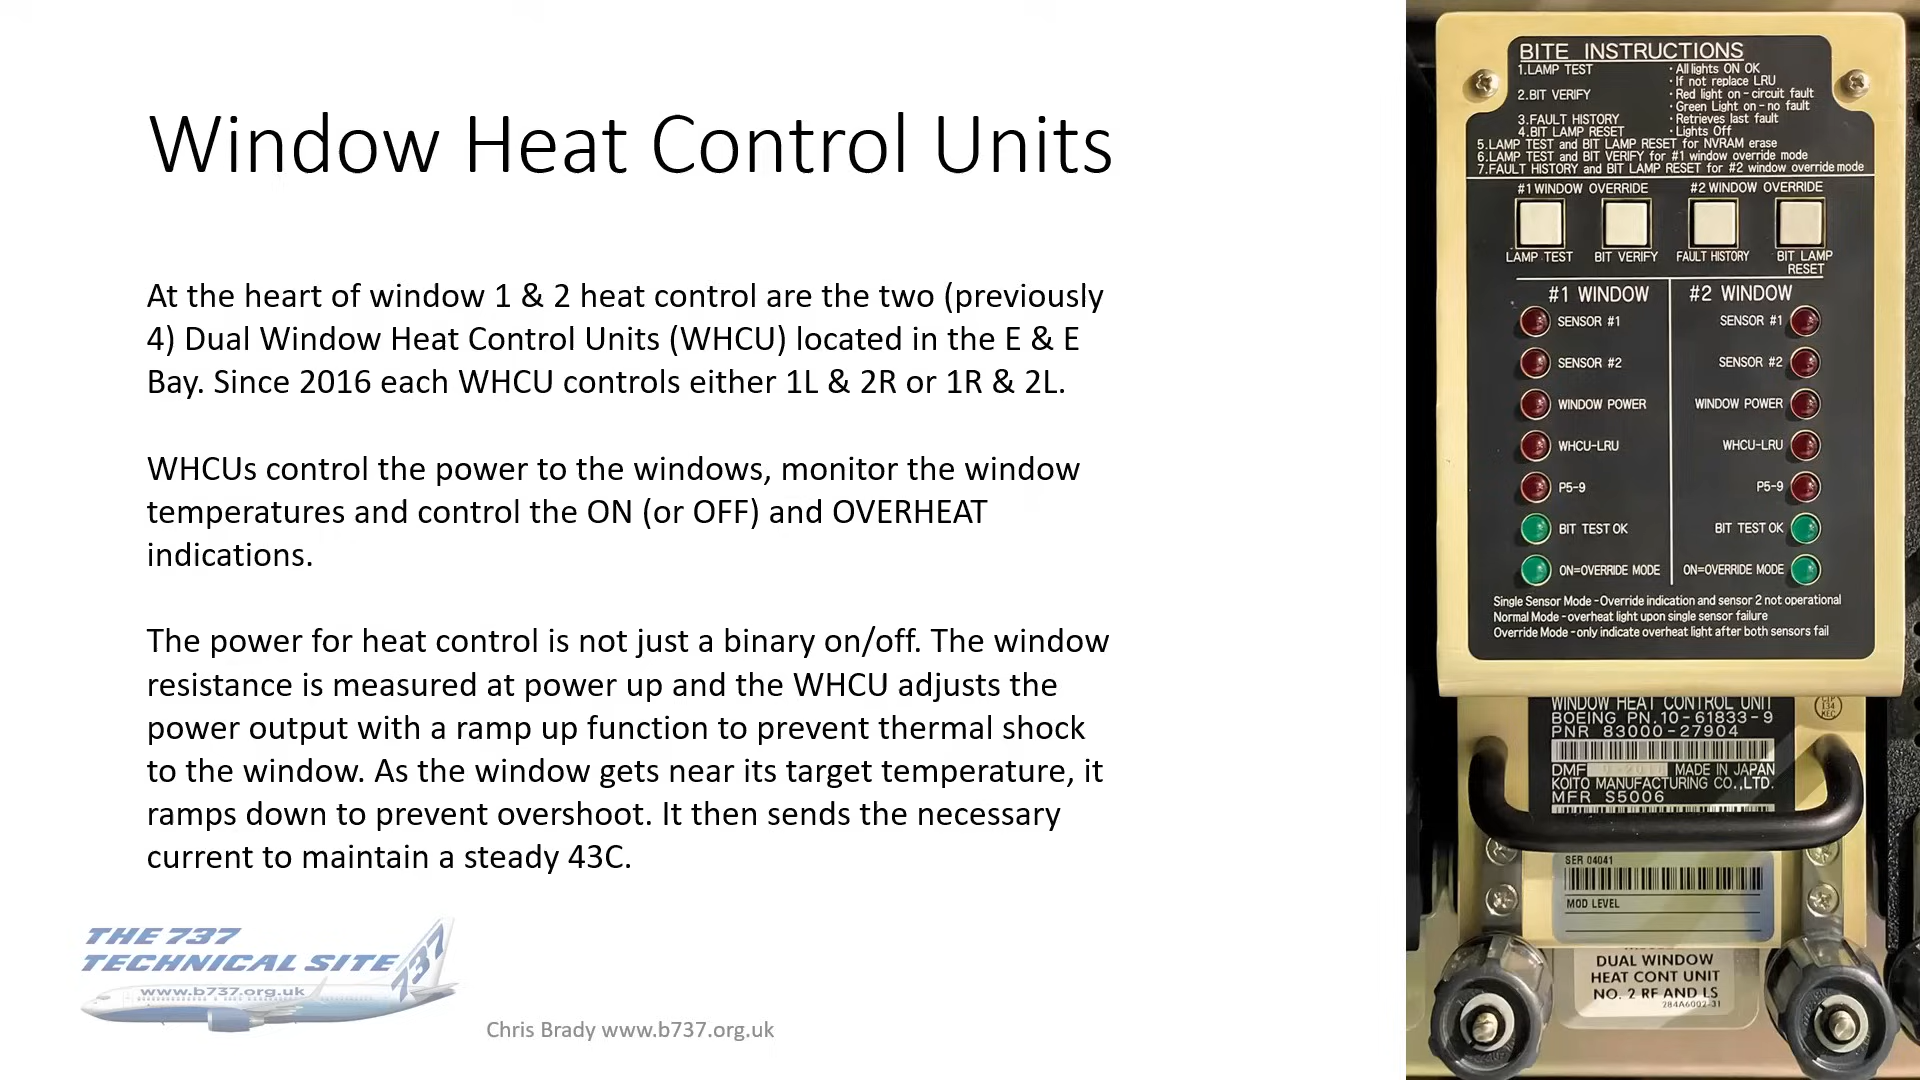 Window Heat Control Units
At the heart of window 1 & 2 heat control are the two (previously
4) Dual Window Heat Control Units (WHCU) located in the E & E
Bay. Since 2016 each WHCU controls either 1L & 2R or 1R & 2L.
WHCUs control the power to the windows, monitor the window
temperatures and control the ON (or OFF) and OVERHEAT
indications.
The power for heat control is not just a binary on/off. The window
resistance is measured at power up and the WHCU adjusts the
power output with a ramp up function to prevent thermal shock
to the window. As the window gets near its target temperature, it
ramps down to prevent overshoot. It then sends the necessary
current to maintain a steady 43C.
THE 737
TECHNICAL SITE
737
www.b737.org.uk
Chris Brady www.b737.org.uk
BITE INSTRUCTIONS
1.LAMP TEST · All lights ON OK
· If not replace LRU
2.BIT VERIFY · Red light on - circuit fault
· Green Light on - no fault
3.FAULT HISTORY · Retrieves last fault
4.BIT LAMP RESET · Lights Off
5.LAMP TEST and BIT LAMP RESET for NVRAM erase
6.LAMP TEST and BIT VERIFY for #1 window override mode
7.FAULT HISTORY and BIT LAMP RESET for #2 window override mode
#1 WINDOW OVERRIDE #2 WINDOW OVERRIDE
LAMP TEST BIT VERIFY FAULT HISTORY BIT LAMP
RESET
#1 WINDOW #2 WINDOW
SENSOR #1 SENSOR #1
SENSOR #2 SENSOR #2
WINDOW POWER WINDOW POWER
WHCU-LRU WHCU-LRU
P5-9 P5-9
BIT TEST OK BIT TEST OK
ON=OVERRIDE MODE ON=OVERRIDE MODE
Single Sensor Mode - Override indication and sensor 2 not operational
Normal Mode - overheat light upon single sensor failure
Override Mode - only indicate overheat light after both sensors fail
WINDOW HEAT CONTROL UNIT
BOEING PN. 10-61833-9
PNR 83000-27904
DMF MADE IN JAPAN
KOITO MANUFACTURING CO.,LTD.
MFR S5006
SER 04041
MOD LEVEL
DUAL WINDOW
HEAT CONT UNIT
NO. 2 RF AND LS
284A6002-31